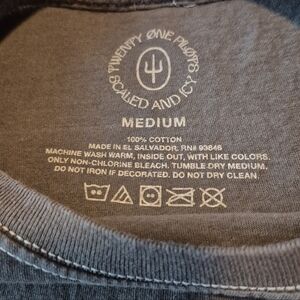 TWENTY ØNE PILØTS
SCALED AND ICY
MEDIUM
100% COTTON
MADE IN EL SALVADOR, RN# 93846
MACHINE WASH WARM, INSIDE OUT, WITH LIKE COLORS.
ONLY NON-CHLORINE BLEACH. TUMBLE DRY MEDIUM.
DO NOT IRON IF DECORATED. DO NOT DRY CLEAN.